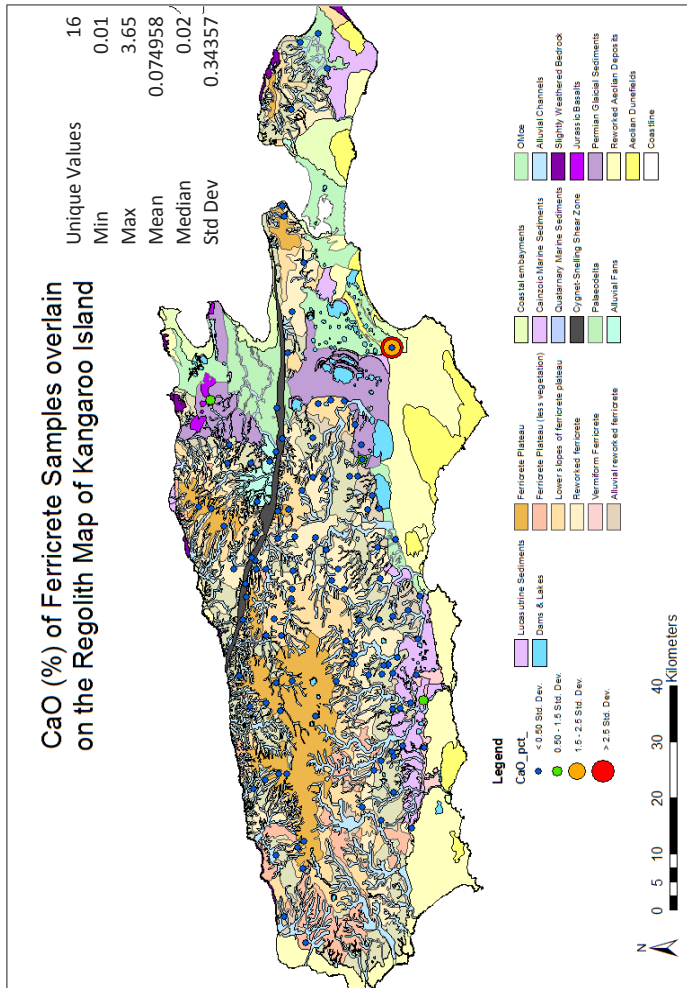 CaO (%) of Ferricrete Samples overlain
on the Regolith Map of Kangaroo Island
Unique Values 16
Min 0.01
Max 3.65
Mean 0.074958
Median 0.02
Std Dev 0.34357
Legend
CaO_pct_
< 0.50 Std. Dev.
0.50 - 1.5 Std. Dev.
1.5 - 2.5 Std. Dev.
> 2.5 Std. Dev.
Lucasutrine Sediments
Dams & Lakes
Ferricrete Plateau
Ferricrete Plateau (less vegetation)
Lower slopes of ferricrete plateau
Reworked ferricrete
Vermiform Ferricrete
Alluvial reworked ferricrete
Coastal embayments
Cainzoic Marine Sediments
Quatarnary Marine Sediments
Cygnet-Snelling Shear Zone
Palaeodelta
Alluvial Fans
OMoe
Alluvial Channels
Slightly Weathered Bedrock
Jurassic Basalts
Permian Glacial Sediments
Reworked Aeolian Deposits
Aeolian Dunefields
Coastline
N
0 5 10 20 30 40
Kilometers